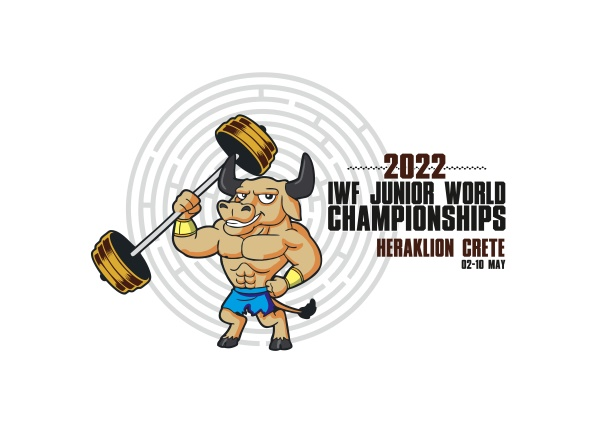 2022
IWF JUNIOR WORLD
CHAMPIONSHIPS
HERAKLION CRETE
02-10 MAY